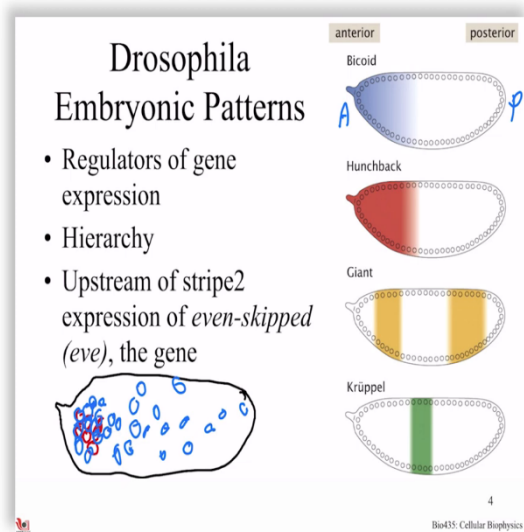 Drosophila
Embryonic Patterns
• Regulators of gene
expression
• Hierarchy
• Upstream of stripe2
expression of even-skipped
(eve), the gene
anterior posterior
Bicoid
A P
Hunchback
Giant
Krüppel
4
Bio435: Cellular Biophysics